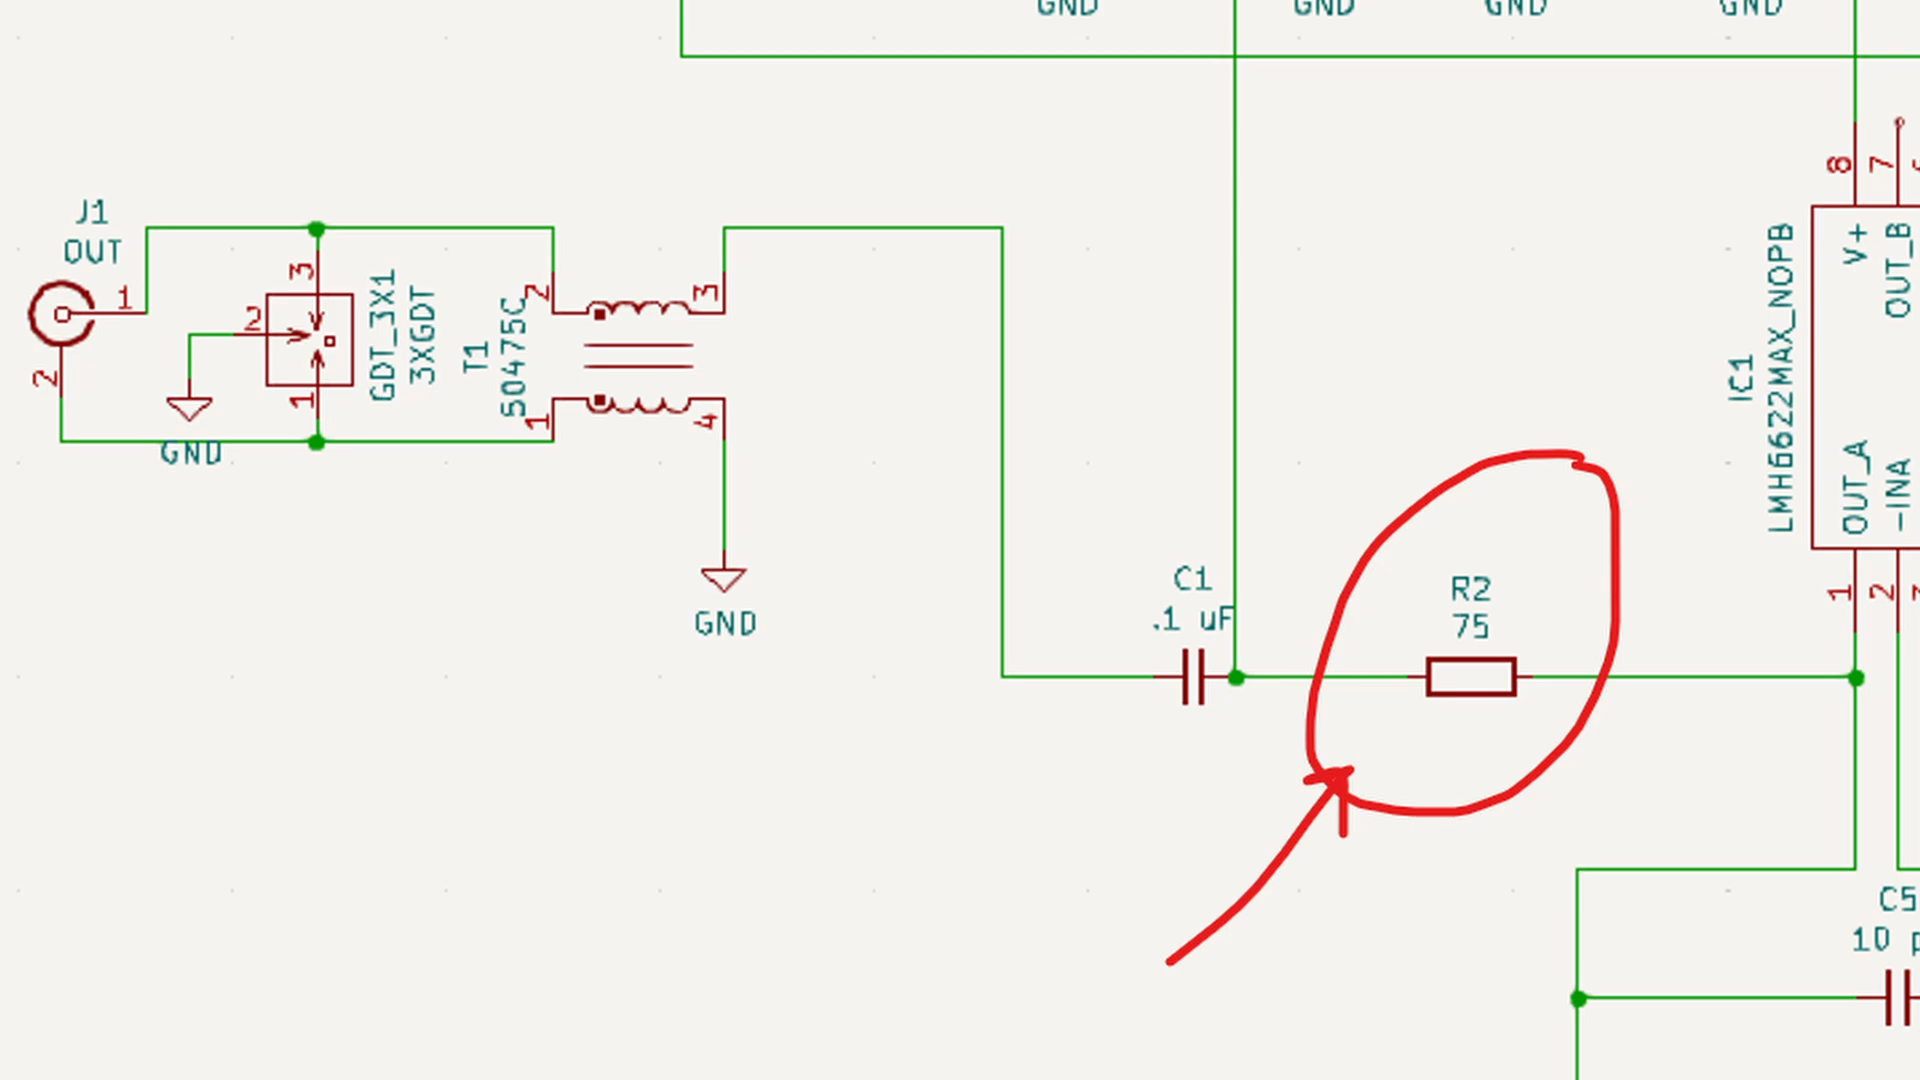 GND GND GND GND
J1
OUT
1
2
3
2
1
GND
GDT_3X1
3XGDT
T1
50475C
2
1
3
4
GND
C1
.1 uF
R2
75
IC1
LMH6622MAX_NOPB
8
7
V+
OUT_B
OUT_A
-INA
1
2
C5
10